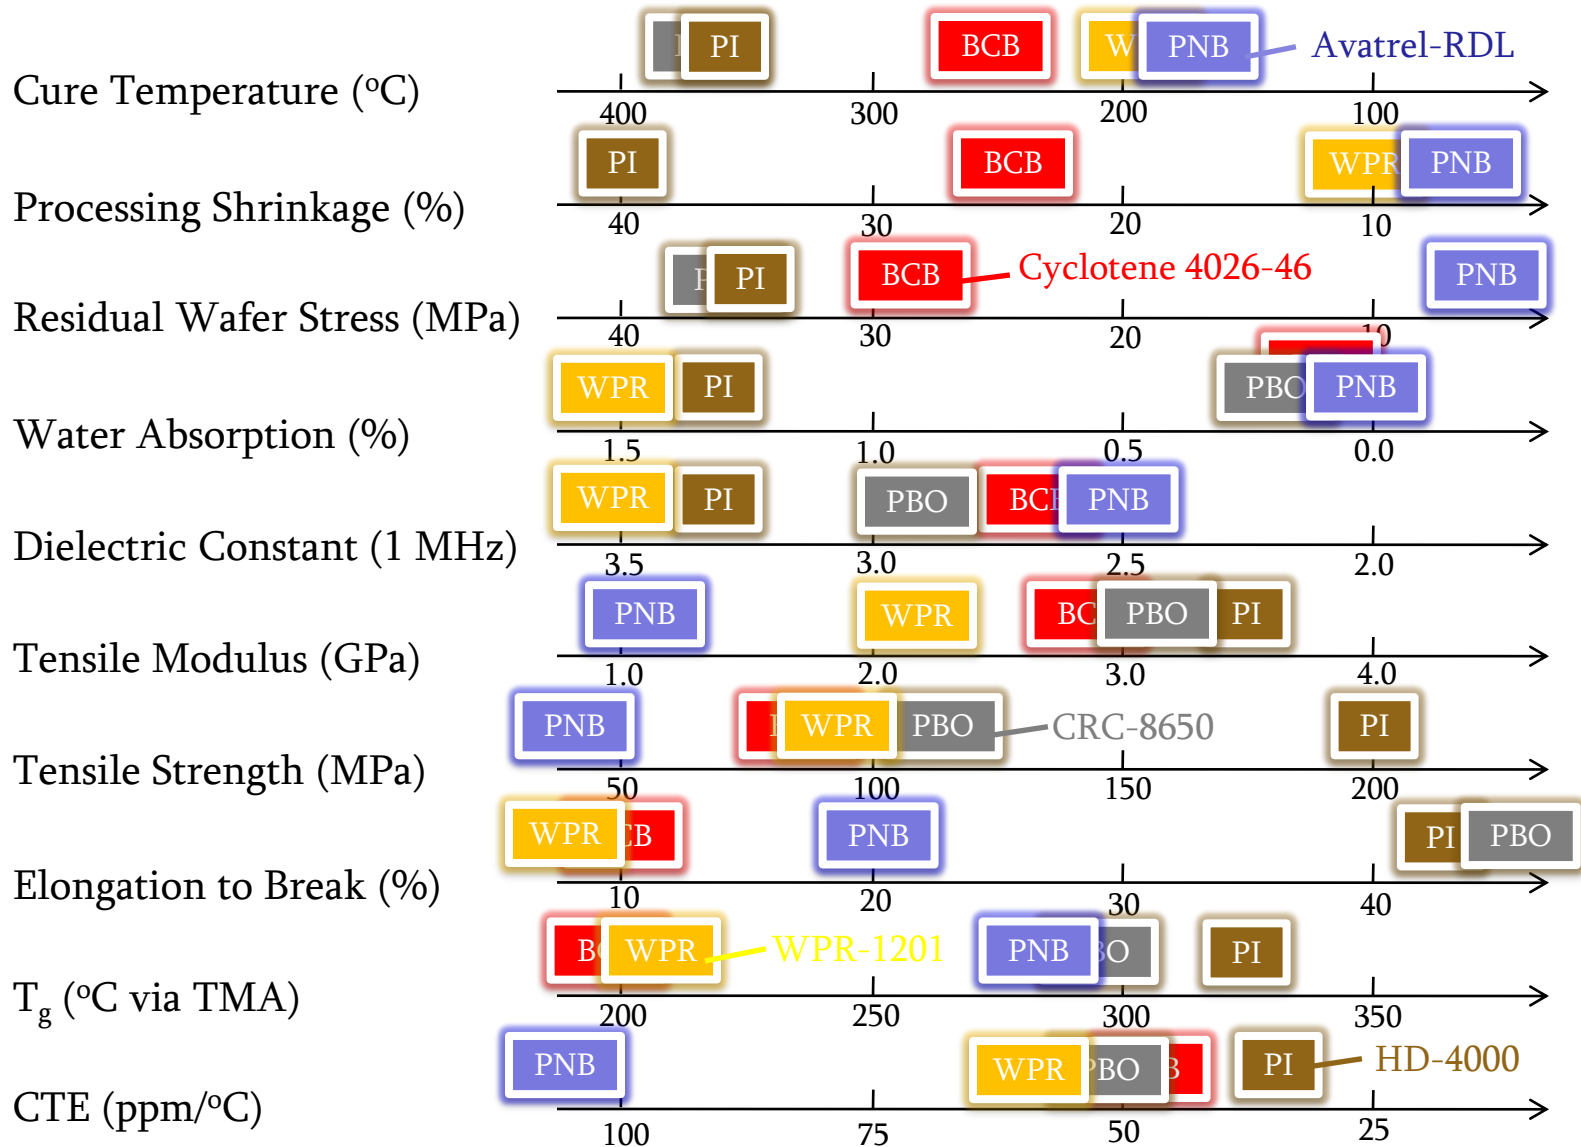 PI BCB PNB Avatrel-RDL
Cure Temperature (°C)
400 300 200 100
PI BCB WPR PNB
Processing Shrinkage (%)
40 30 20 10
PI BCB Cyclotene 4026-46 PNB
Residual Wafer Stress (MPa)
40 30 20 10
WPR PI PBO PNB
Water Absorption (%)
1.5 1.0 0.5 0.0
WPR PI PBO BCB PNB
Dielectric Constant (1 MHz)
3.5 3.0 2.5 2.0
PNB WPR BC PBO PI
Tensile Modulus (GPa)
1.0 2.0 3.0 4.0
PNB WPR PBO CRC-8650 PI
Tensile Strength (MPa)
50 100 150 200
WPR CB PNB PI PBO
Elongation to Break (%)
10 20 30 40
WPR WPR-1201 PNB BO PI
Tg (°C via TMA)
200 250 300 350
PNB WPR PBO B PI HD-4000
CTE (ppm/°C)
100 75 50 25